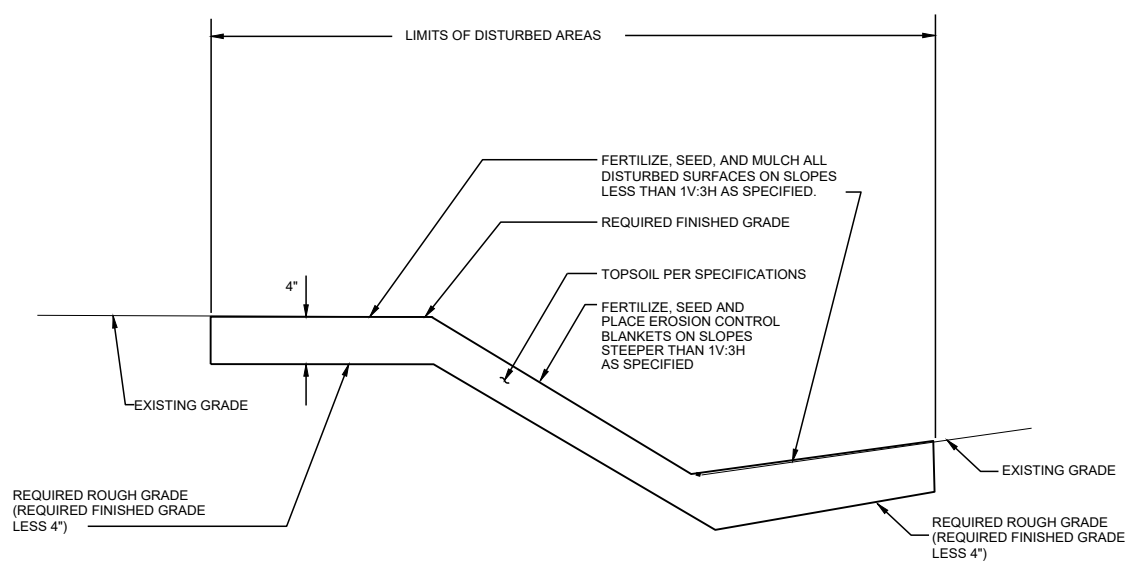 LIMITS OF DISTURBED AREAS
FERTILIZE, SEED, AND MULCH ALL
DISTURBED SURFACES ON SLOPES
LESS THAN 1V:3H AS SPECIFIED.
REQUIRED FINISHED GRADE
TOPSOIL PER SPECIFICATIONS
4"
FERTILIZE, SEED AND
PLACE EROSION CONTROL
BLANKETS ON SLOPES
STEEPER THAN 1V:3H
AS SPECIFIED
EXISTING GRADE
EXISTING GRADE
REQUIRED ROUGH GRADE
(REQUIRED FINISHED GRADE
LESS 4")
REQUIRED ROUGH GRADE
(REQUIRED FINISHED GRADE
LESS 4")